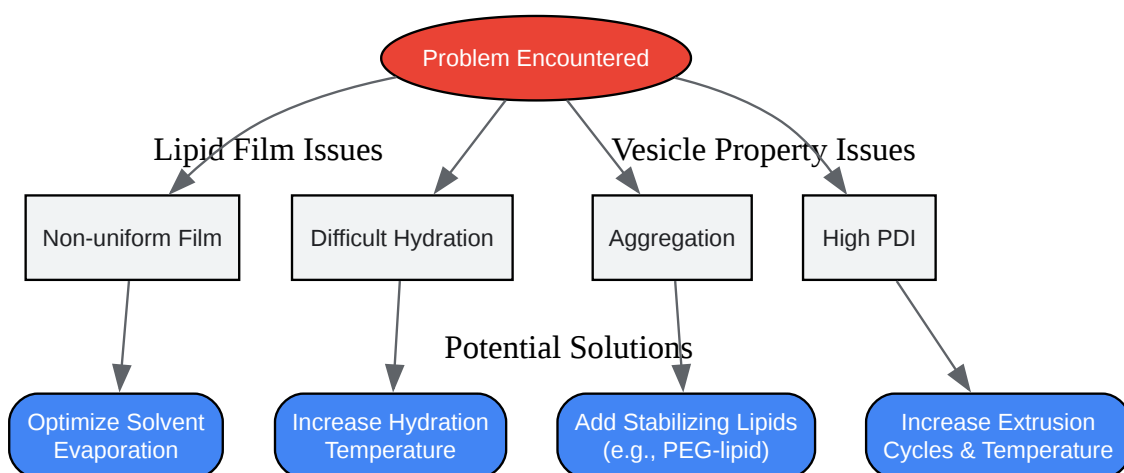 Problem Encountered
Lipid Film Issues
Vesicle Property Issues
Non-uniform Film
Difficult Hydration
Aggregation
High PDI
Potential Solutions
Optimize Solvent
Evaporation
Increase Hydration
Temperature
Add Stabilizing Lipids
(e.g., PEG-lipid)
Increase Extrusion
Cycles & Temperature